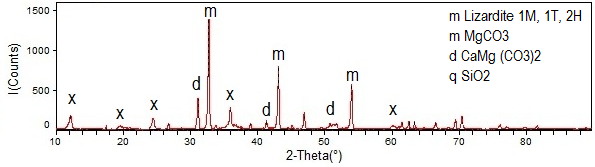 m Lizardite 1M, 1T, 2H
m MgCO3
d CaMg (CO3)2
q SiO2
I(Counts)
1500
1000
500
0
x
x
x
d
m
x
d
m
d
m
x
10
20
30
40
50
60
70
80
2-Theta(°)